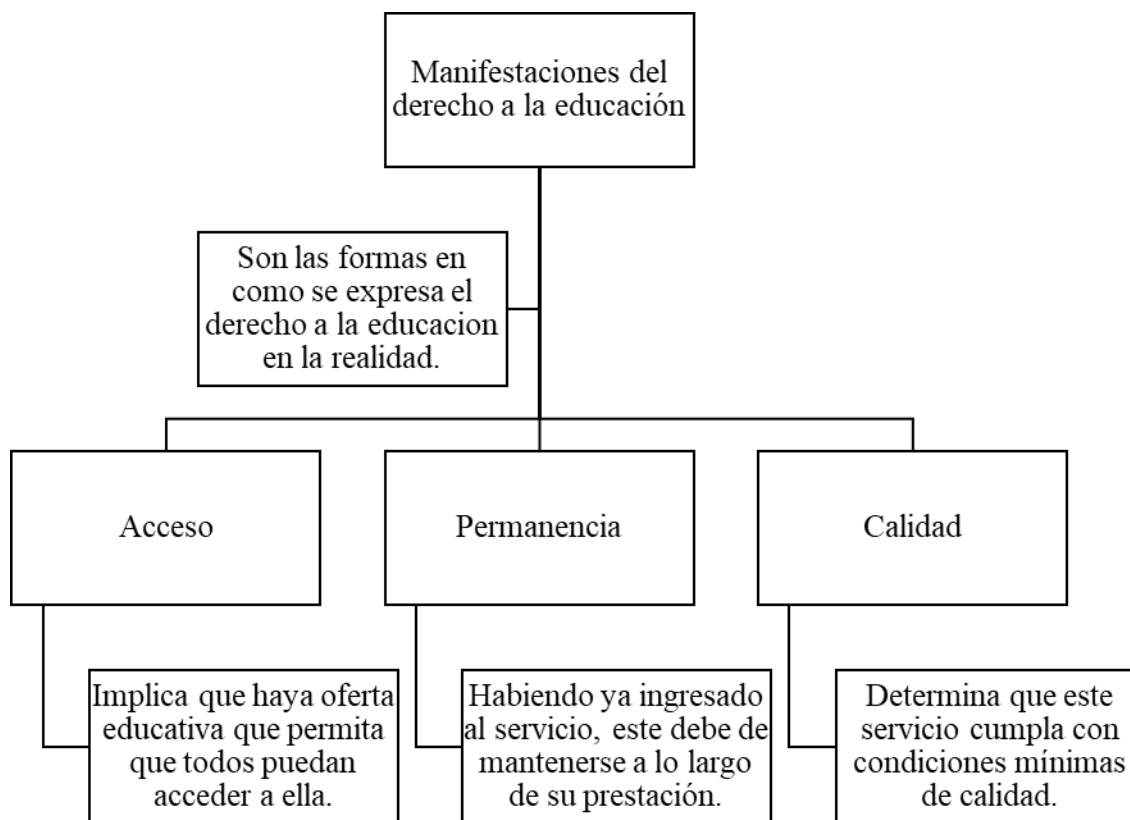 Manifestaciones del
derecho a la educación
Son las formas en
como se expresa el
derecho a la educacion
en la realidad.
Acceso
Permanencia
Calidad
Implica que haya oferta
educativa que permita
que todos puedan
acceder a ella.
Habiendo ya ingresado
al servicio, este debe de
mantenerse a lo largo
de su prestación.
Determina que este
servicio cumpla con
condiciones mínimas
de calidad.